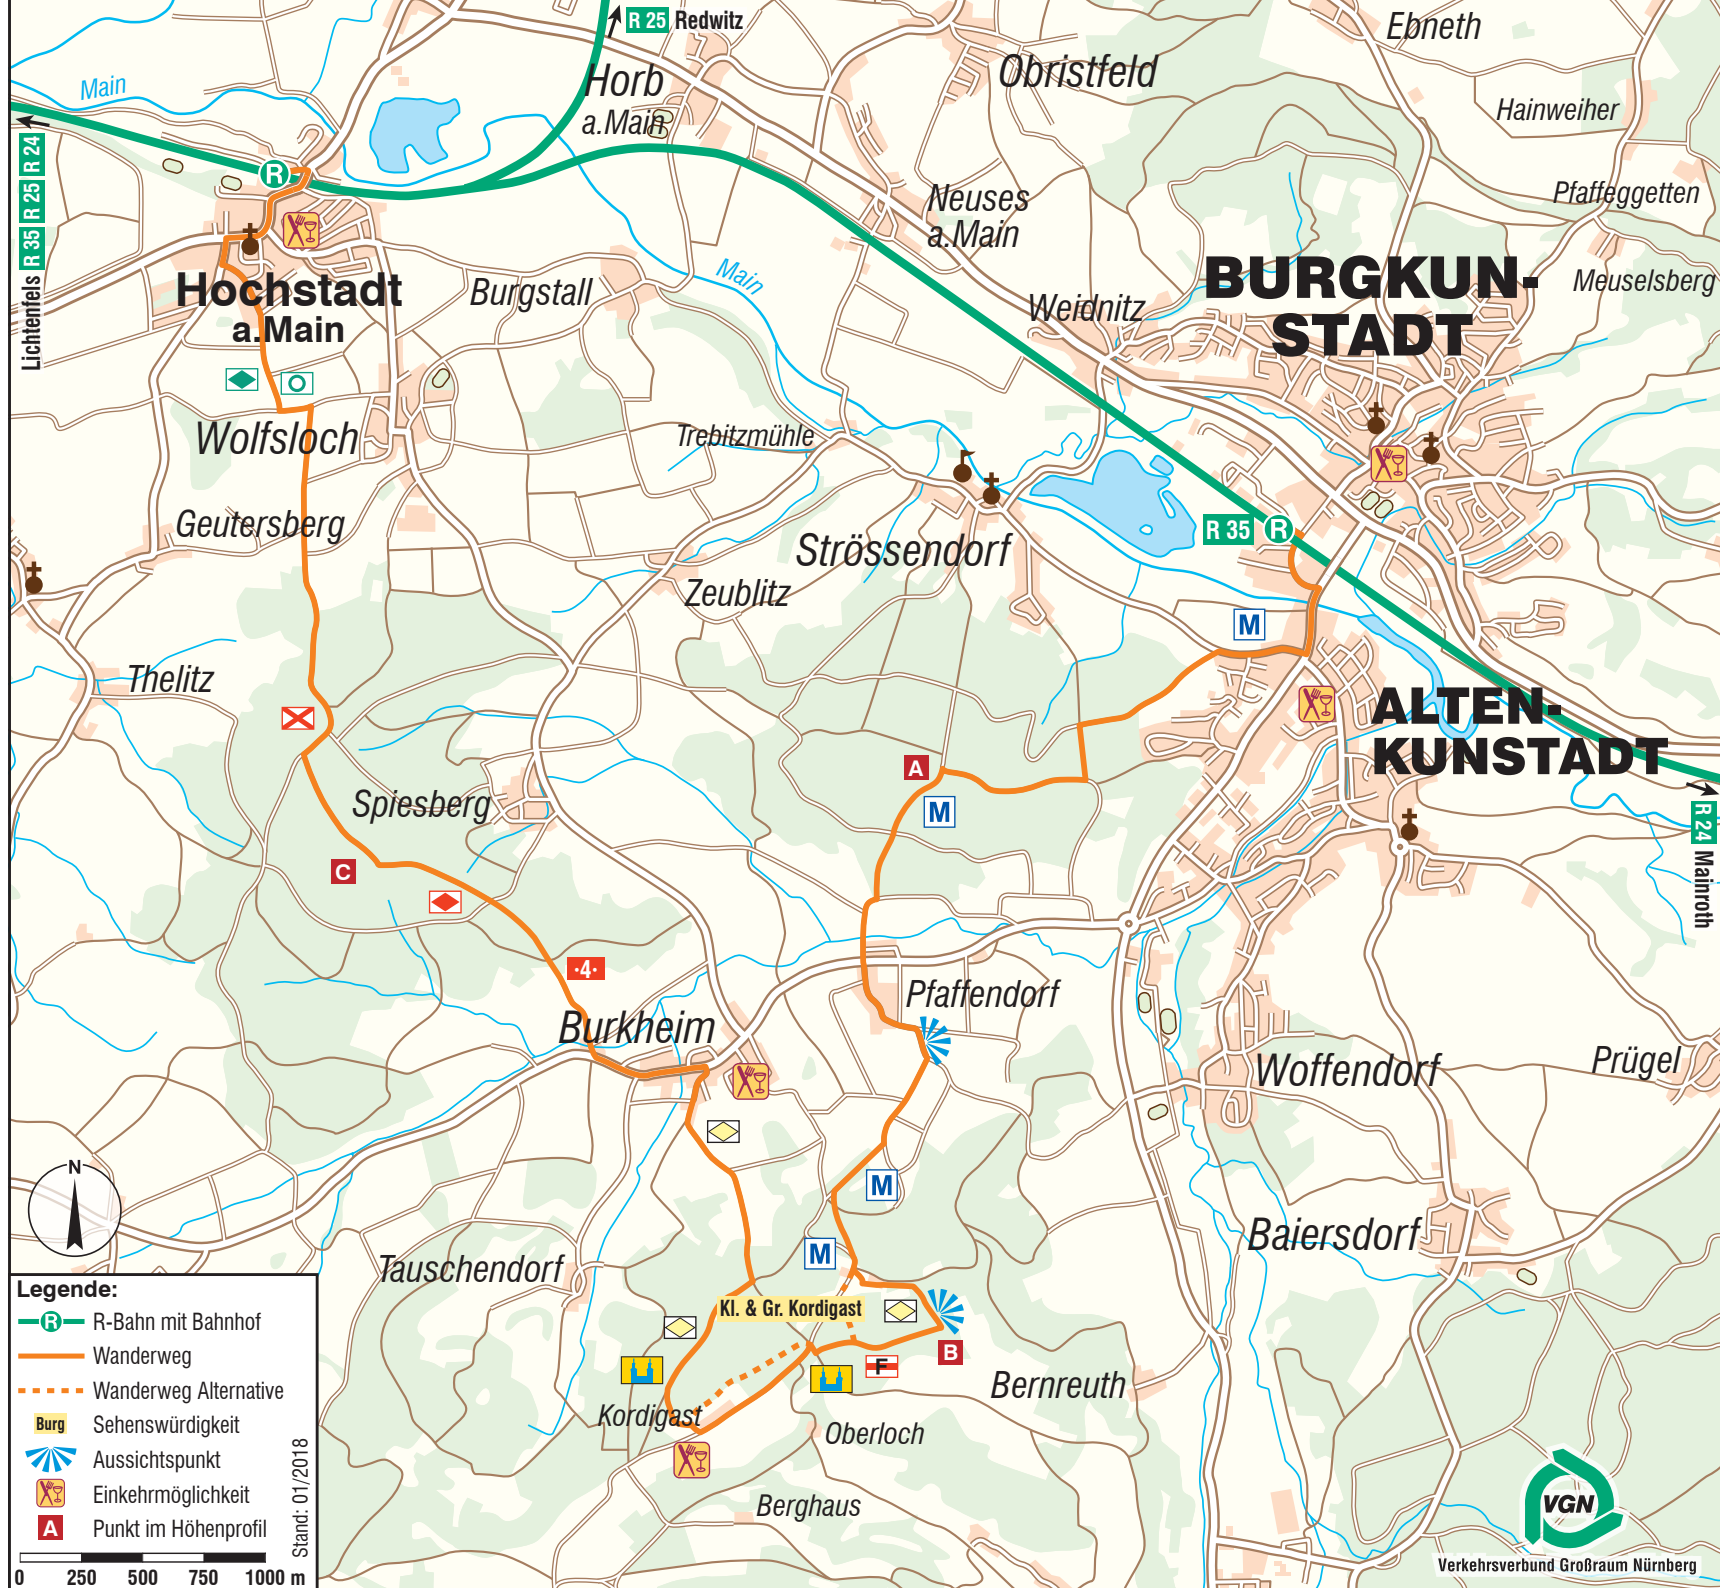 R 25 Redwitz
Ebneth
Horb
a.Main
Obristfeld
Main
Hainweiher
R 24
R 25
R 35
Lichtenfels
R
Pfaffeggetten
Neuses
a.Main
Hochstadt
a.Main
Burgstall
Main
Weidnitz
BURGKUN-
STADT
Meuselsberg
Wolfsloch
Trebitzmühle
Geutersberg
Strössendorf
R 35
R
Zeublitz
M
Thelitz
ALTEN-
KUNSTADT
A
M
Spiesberg
R 24
Mainroth
C
·4·
Pfaffendorf
Burkheim
Woffendorf
Prügel
M
N
Baiersdorf
M
Tauschendorf
Kl. & Gr. Kordigast
B
F
Bernreuth
Kordigast
Oberloch
Berghaus
Legende:
R
R-Bahn mit Bahnhof
Wanderweg
Wanderweg Alternative
Burg
Sehenswürdigkeit
Aussichtspunkt
Einkehrmöglichkeit
A
Punkt im Höhenprofil
0 250 500 750 1000 m
Stand: 01/2018
VGN
Verkehrsverbund Großraum Nürnberg